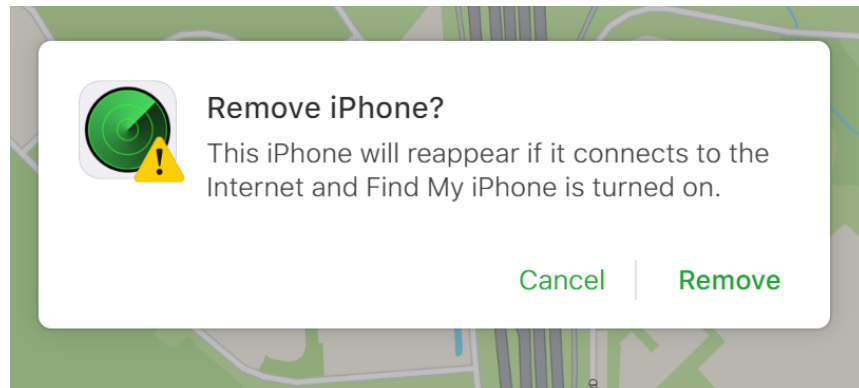 Remove iPhone?
This iPhone will reappear if it connects to the
Internet and Find My iPhone is turned on.
Cancel
Remove